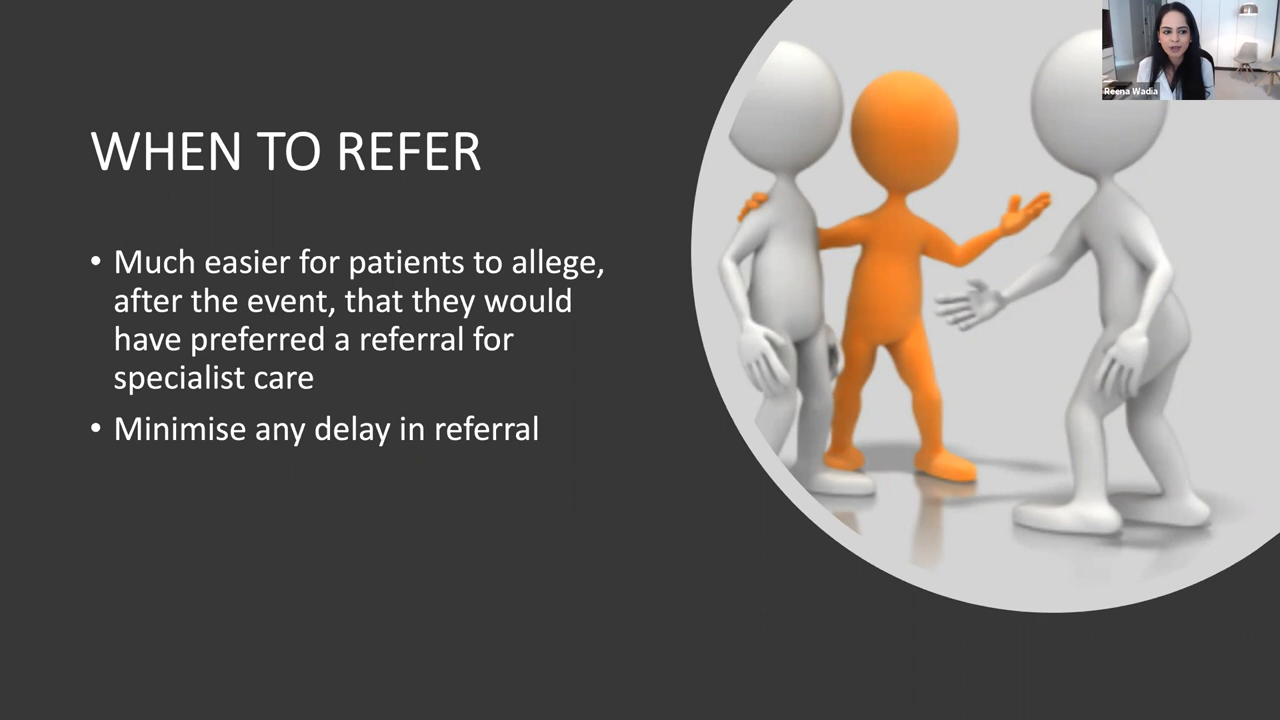 WHEN TO REFER
• Much easier for patients to allege,
after the event, that they would
have preferred a referral for
specialist care
• Minimise any delay in referral
Reena Wadia